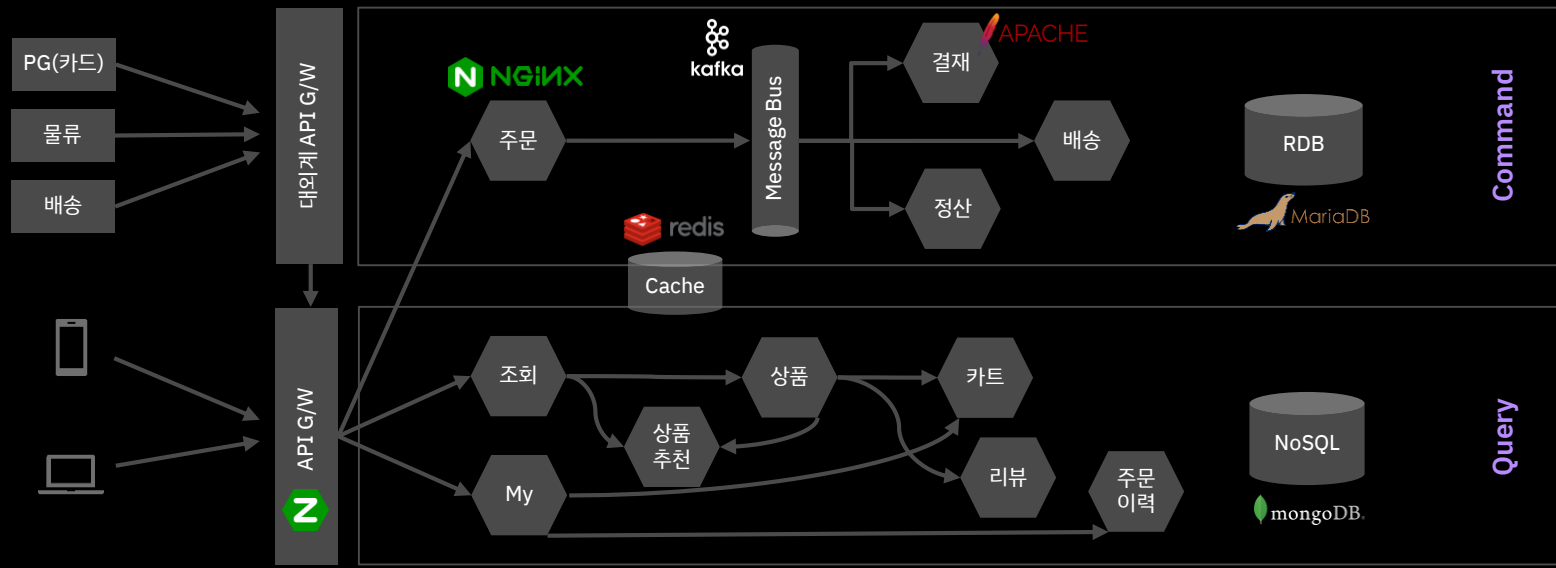 PG(카드)
물류
배송
대외계 API G/W
NGINX
주문
kafka
Message Bus
APACHE
결재
배송
정산
RDB
MariaDB
Command
redis
Cache
API G/W
조회
상품
추천
My
상품
카트
리뷰
주문
이력
NoSQL
mongoDB.
Query